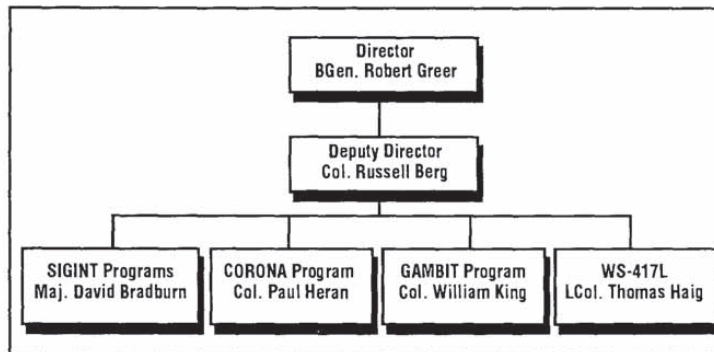 Director
BGen. Robert Greer
Deputy Director
Col. Russell Berg
SIGINT Programs
Maj. David Bradburn
CORONA Program
Col. Paul Heran
GAMBIT Program
Col. William King
WS-417L
LCol. Thomas Haig